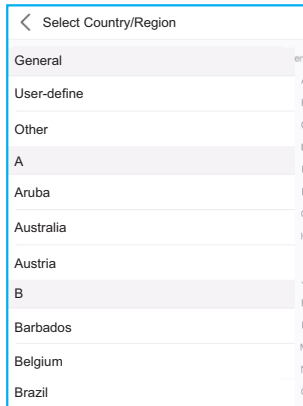 Select Country/Region
General
User-define
Other
A
Aruba
Australia
Austria
B
Barbados
Belgium
Brazil